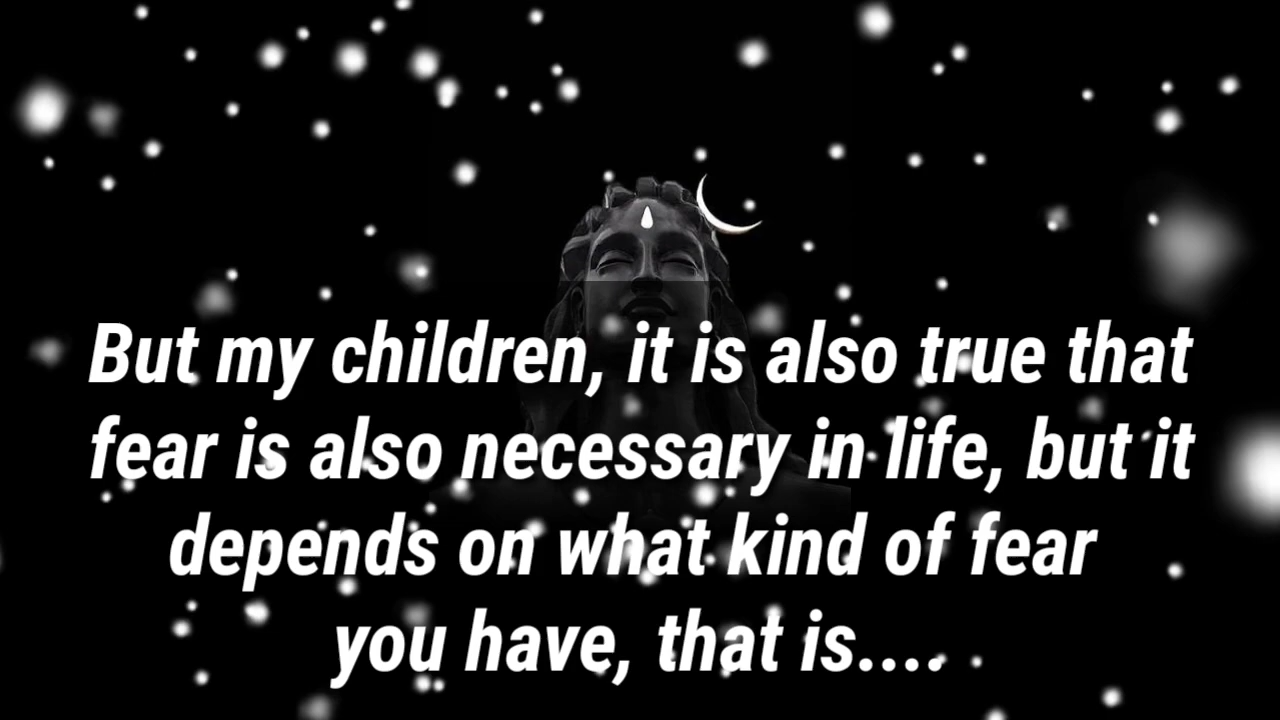 But my children, it is also true that
fear is also necessary in life, but it
depends on what kind of fear
you have, that is....